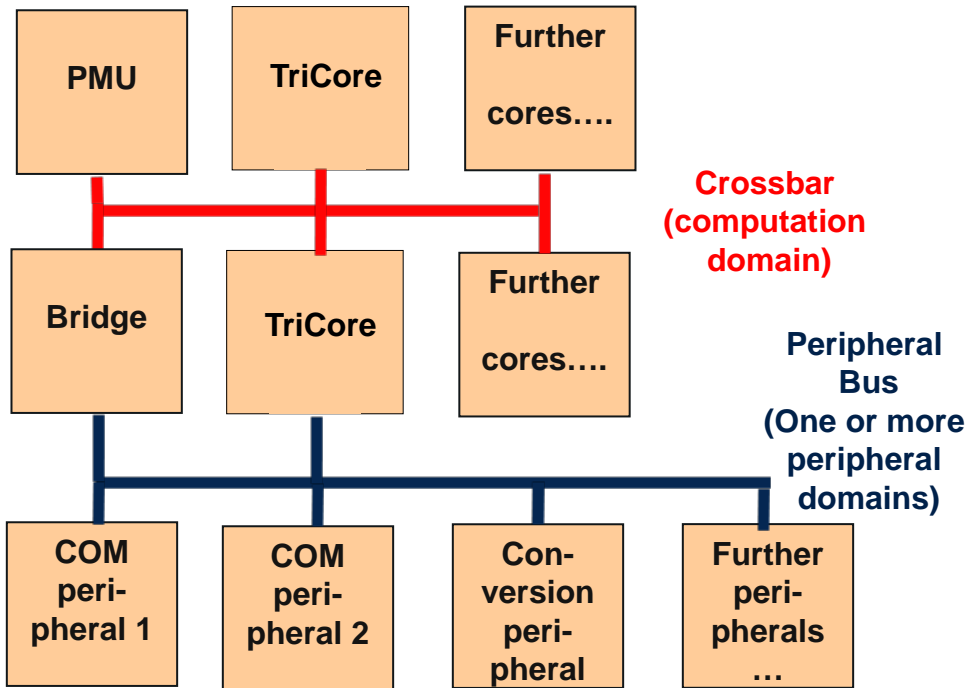 PMU
TriCore
Further
cores….
Crossbar
(computation
domain)
Bridge
TriCore
Further
cores….
Peripheral
Bus
(One or more
peripheral
domains)
COM
peri-
pheral 1
COM
peri-
pheral 2
Con-
version
peri-
pheral
Further
peri-
pherals
…